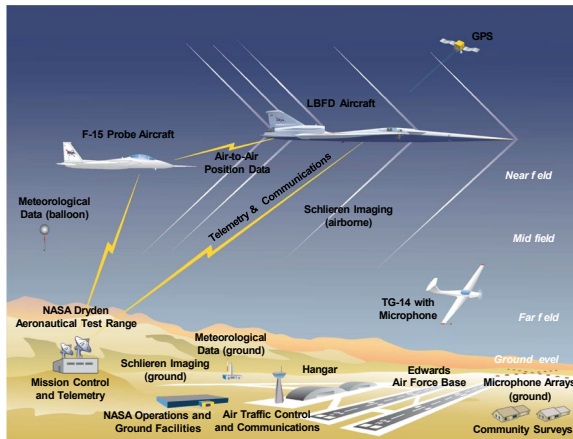 GPS
LBFD Aircraft
F-15 Probe Aircraft
Air-to-Air
Position Data
Near f eld
Telemetry & Communications
Meteorological
Data (balloon)
Schlieren Imaging
(airborne)
Mid field
TG-14 with
Microphone
NASA Dryden
Aeronautical Test Range
Far f eld
Meteorological
Data (ground)
Ground evel
Schlieren Imaging
(ground)
Hangar
Edwards
Air Force Base
Mission Control
and Telemetry
Microphone Arrays
(ground)
NASA Operations and
Ground Facilities
Air Traffic Control
and Communications
Community Surveys